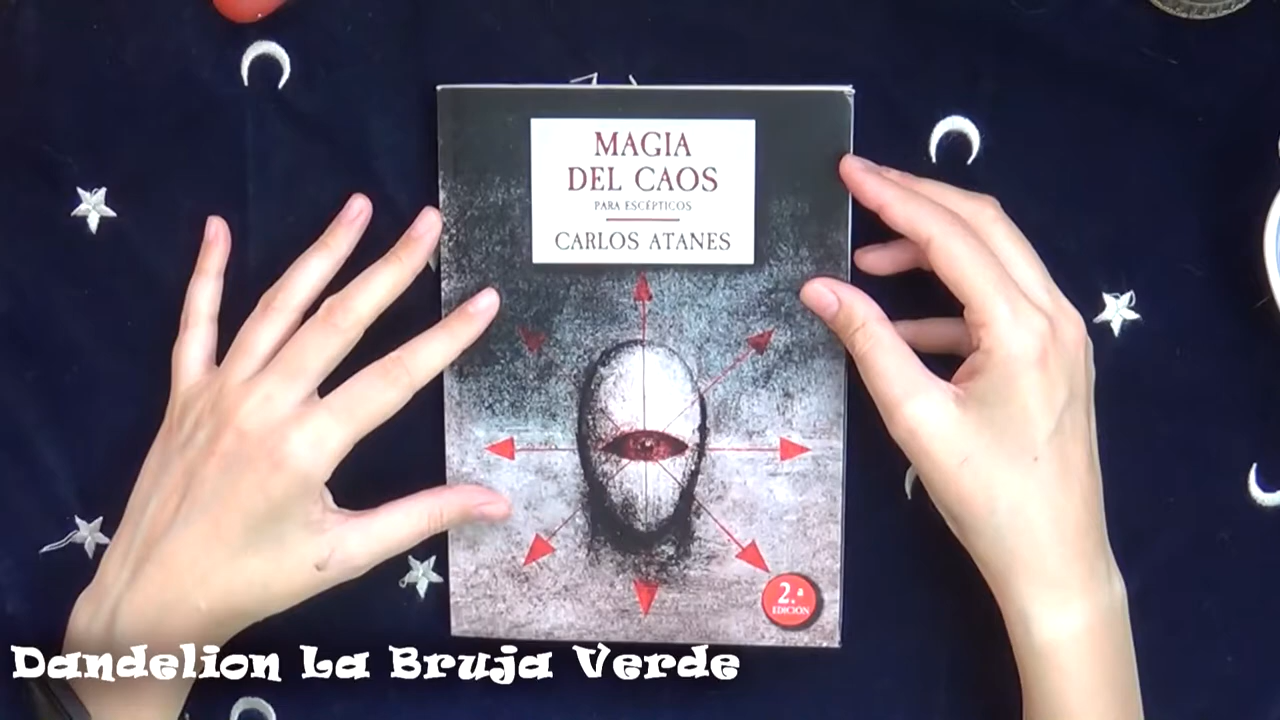 MAGIA
DEL CAOS
PARA ESCÉPTICOS
CARLOS ATANES
2.ª
EDICIÓN
Dandelion La Bruja Verde